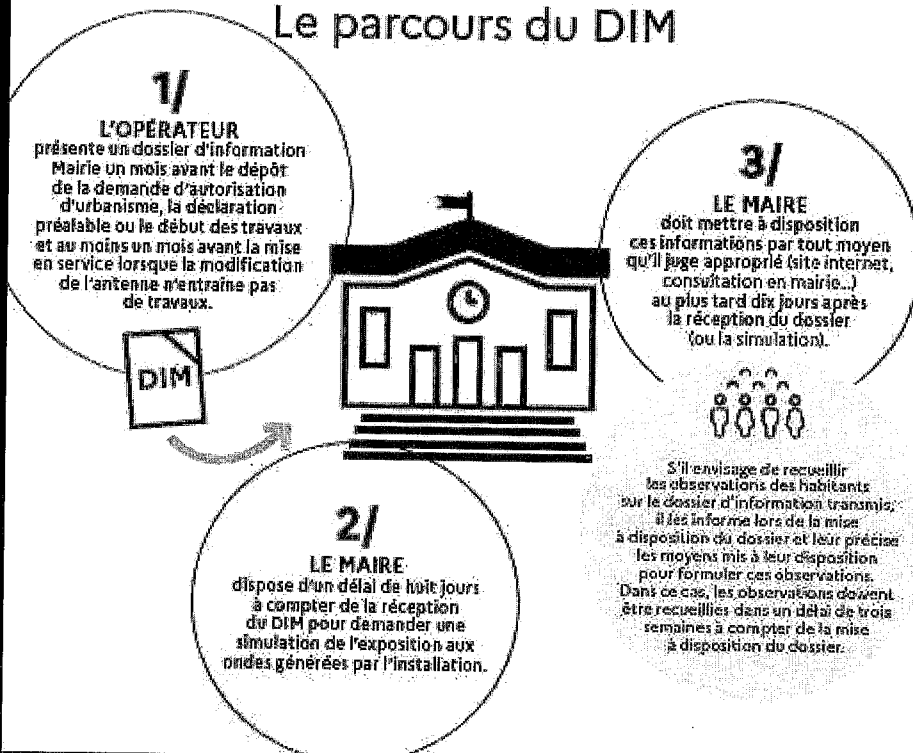 Le parcours du DIM
1/
L'OPÉRATEUR
présente un dossier d'information
Mairie un mois avant le dépôt
de la demande d'autorisation
d'urbanisme, la déclaration
préalable ou le début des travaux
et au moins un mois avant la mise
en service lorsque la modification
de l'antenne n'entraîne pas
de travaux.
DIM
2/
LE MAIRE
dispose d'un délai de huit jours
à compter de la réception
du DIM pour demander une
simulation de l'exposition aux
ondes générées par l'installation.
3/
LE MAIRE
doit mettre à disposition
ces informations par tout moyen
qu'il juge approprié (site internet,
consultation en mairie...)
au plus tard dix jours après
la réception du dossier
(ou la simulation).
S'il envisage de recueillir
les observations des habitants
sur le dossier d'information transmis,
il les informe lors de la mise
à disposition du dossier et leur précise
les moyens mis à leur disposition
pour formuler ces observations.
Dans ce cas, les observations doivent
être recueillies dans un délai de trois
semaines à compter de la mise
à disposition du dossier.